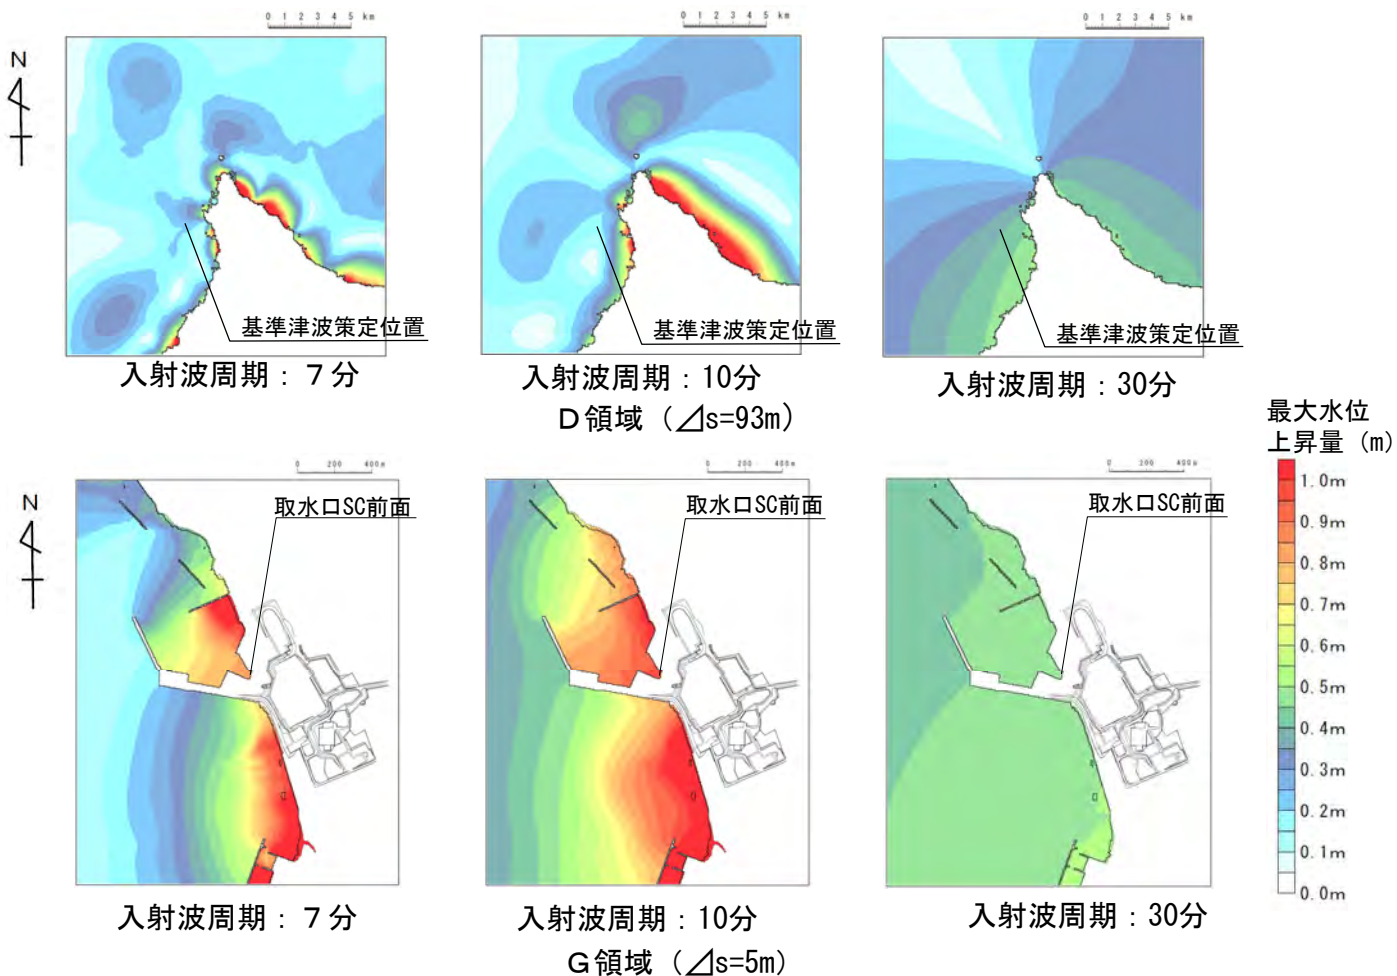 0 1 2 3 4 5 km
0 1 2 3 4 5 km
0 1 2 3 4 5 km
N
基準津波策定位置
基準津波策定位置
基準津波策定位置
入射波周期：７分
入射波周期：10分
入射波周期：30分
Ｄ領域（⊿s=93m）
最大水位
上昇量（m）
0 200 400m
0 200 400m
0 200 400m
N
取水口SC前面
取水口SC前面
取水口SC前面
1.0m
0.9m
0.8m
0.7m
0.6m
0.5m
0.4m
0.3m
0.2m
0.1m
0.0m
入射波周期：７分
入射波周期：10分
入射波周期：30分
Ｇ領域（⊿s=5m）